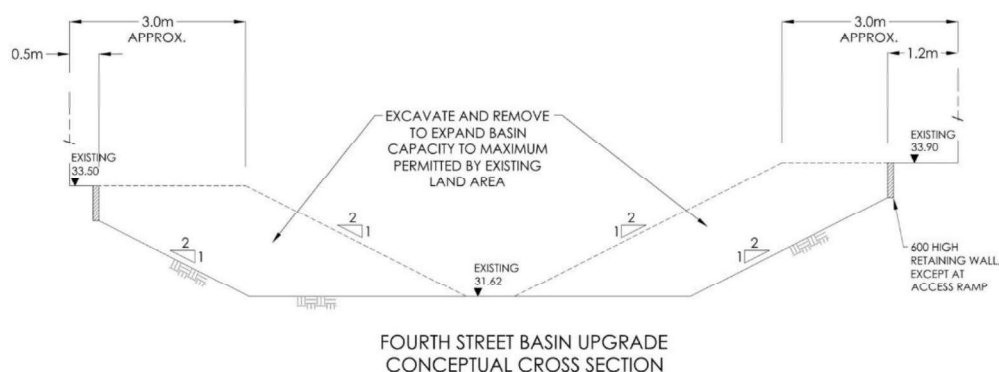 3.0m
APPROX.
0.5m
3.0m
APPROX.
1.2m
EXCAVATE AND REMOVE
TO EXPAND BASIN
CAPACITY TO MAXIMUM
PERMITTED BY EXISTING
LAND AREA
EXISTING
33.50
EXISTING
33.90
2
1
2
1
2
1
2
1
EXISTING
31.62
600 HIGH
RETAINING WALL
EXCEPT AT
ACCESS RAMP
FOURTH STREET BASIN UPGRADE
CONCEPTUAL CROSS SECTION